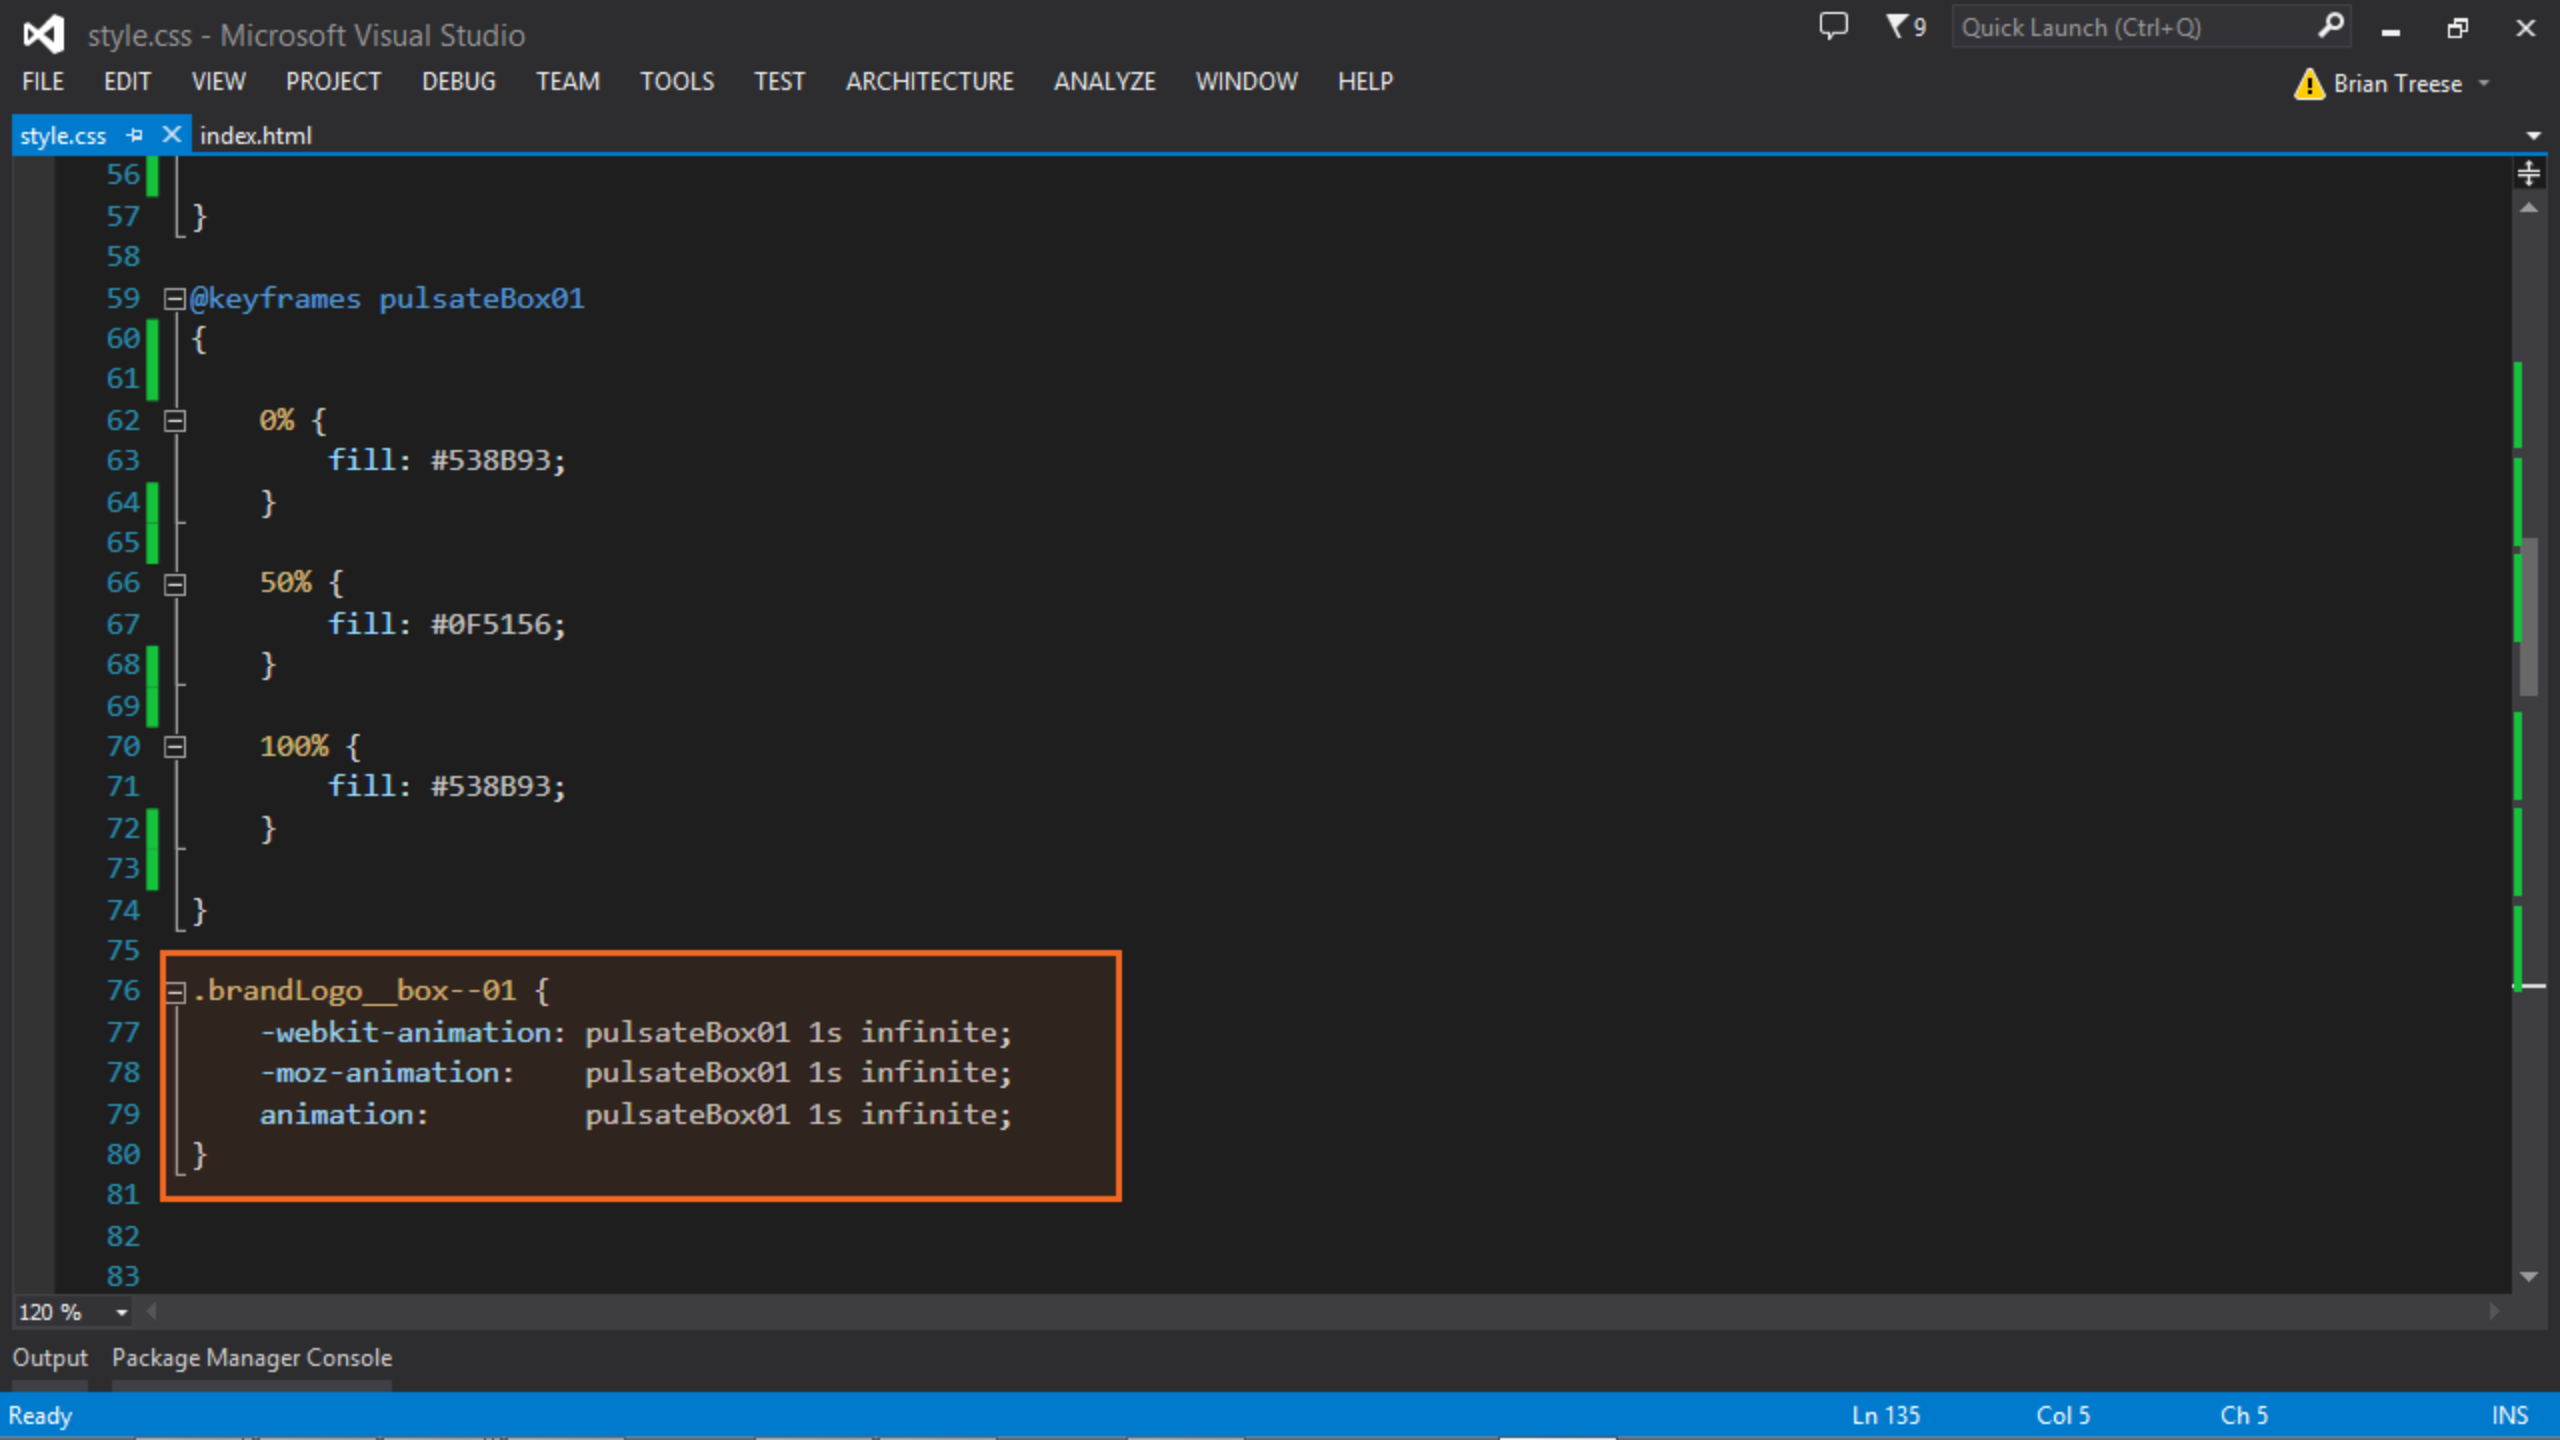 style.css - Microsoft Visual Studio
9
Quick Launch (Ctrl+Q)
FILE EDIT VIEW PROJECT DEBUG TEAM TOOLS TEST ARCHITECTURE ANALYZE WINDOW HELP
Brian Treese
style.css index.html
56
57 }
58
59 @keyframes pulsateBox01
60 {
61
62 0% {
63 fill: #538B93;
64 }
65
66 50% {
67 fill: #0F5156;
68 }
69
70 100% {
71 fill: #538B93;
72 }
73
74 }
75
76 .brandLogo__box--01 {
77 -webkit-animation: pulsateBox01 1s infinite;
78 -moz-animation: pulsateBox01 1s infinite;
79 animation: pulsateBox01 1s infinite;
80 }
81
82
83
120 %
Output Package Manager Console
Ready Ln 135 Col 5 Ch 5 INS